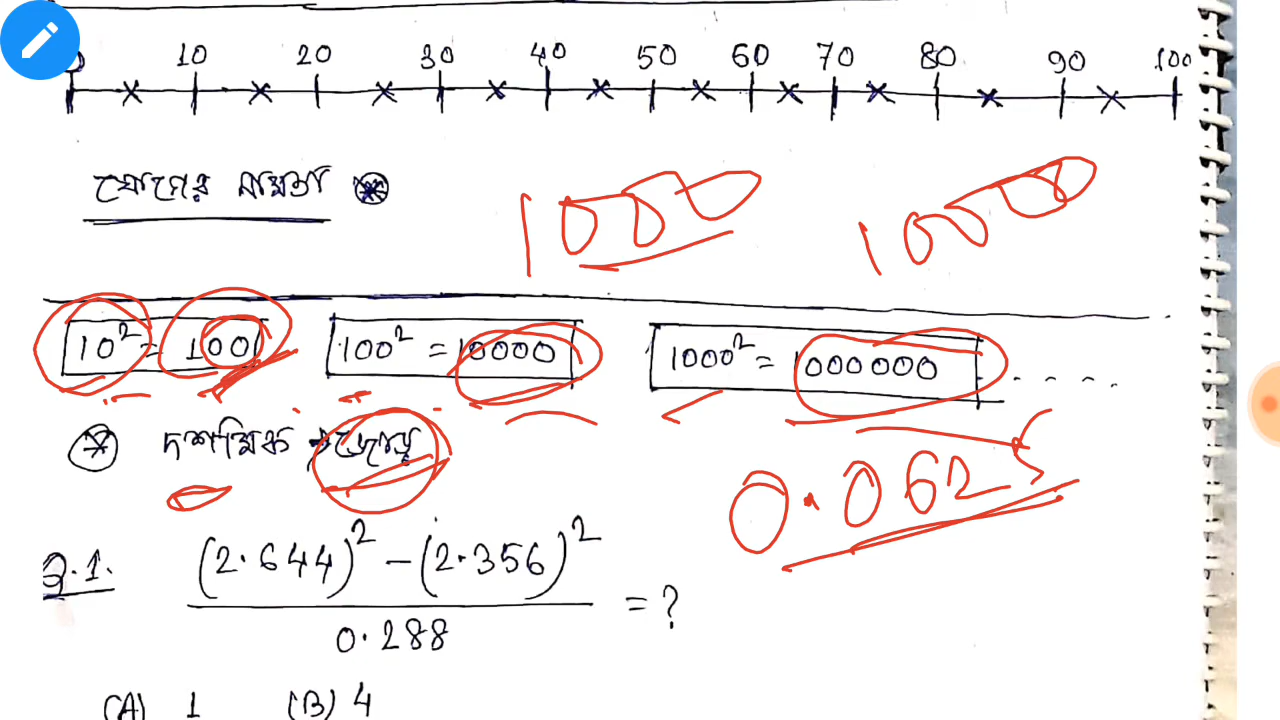 0 10 20 30 40 50 60 70 80 90 100
যোগের নামতা
1000 10000
10² = 100 100² = 10000 1000² = 1000000 . . . .
দশমিক
0.0625
Q.1. (2.644)² - (2.356)² / 0.288 = ?
(A) 1 (B) 4